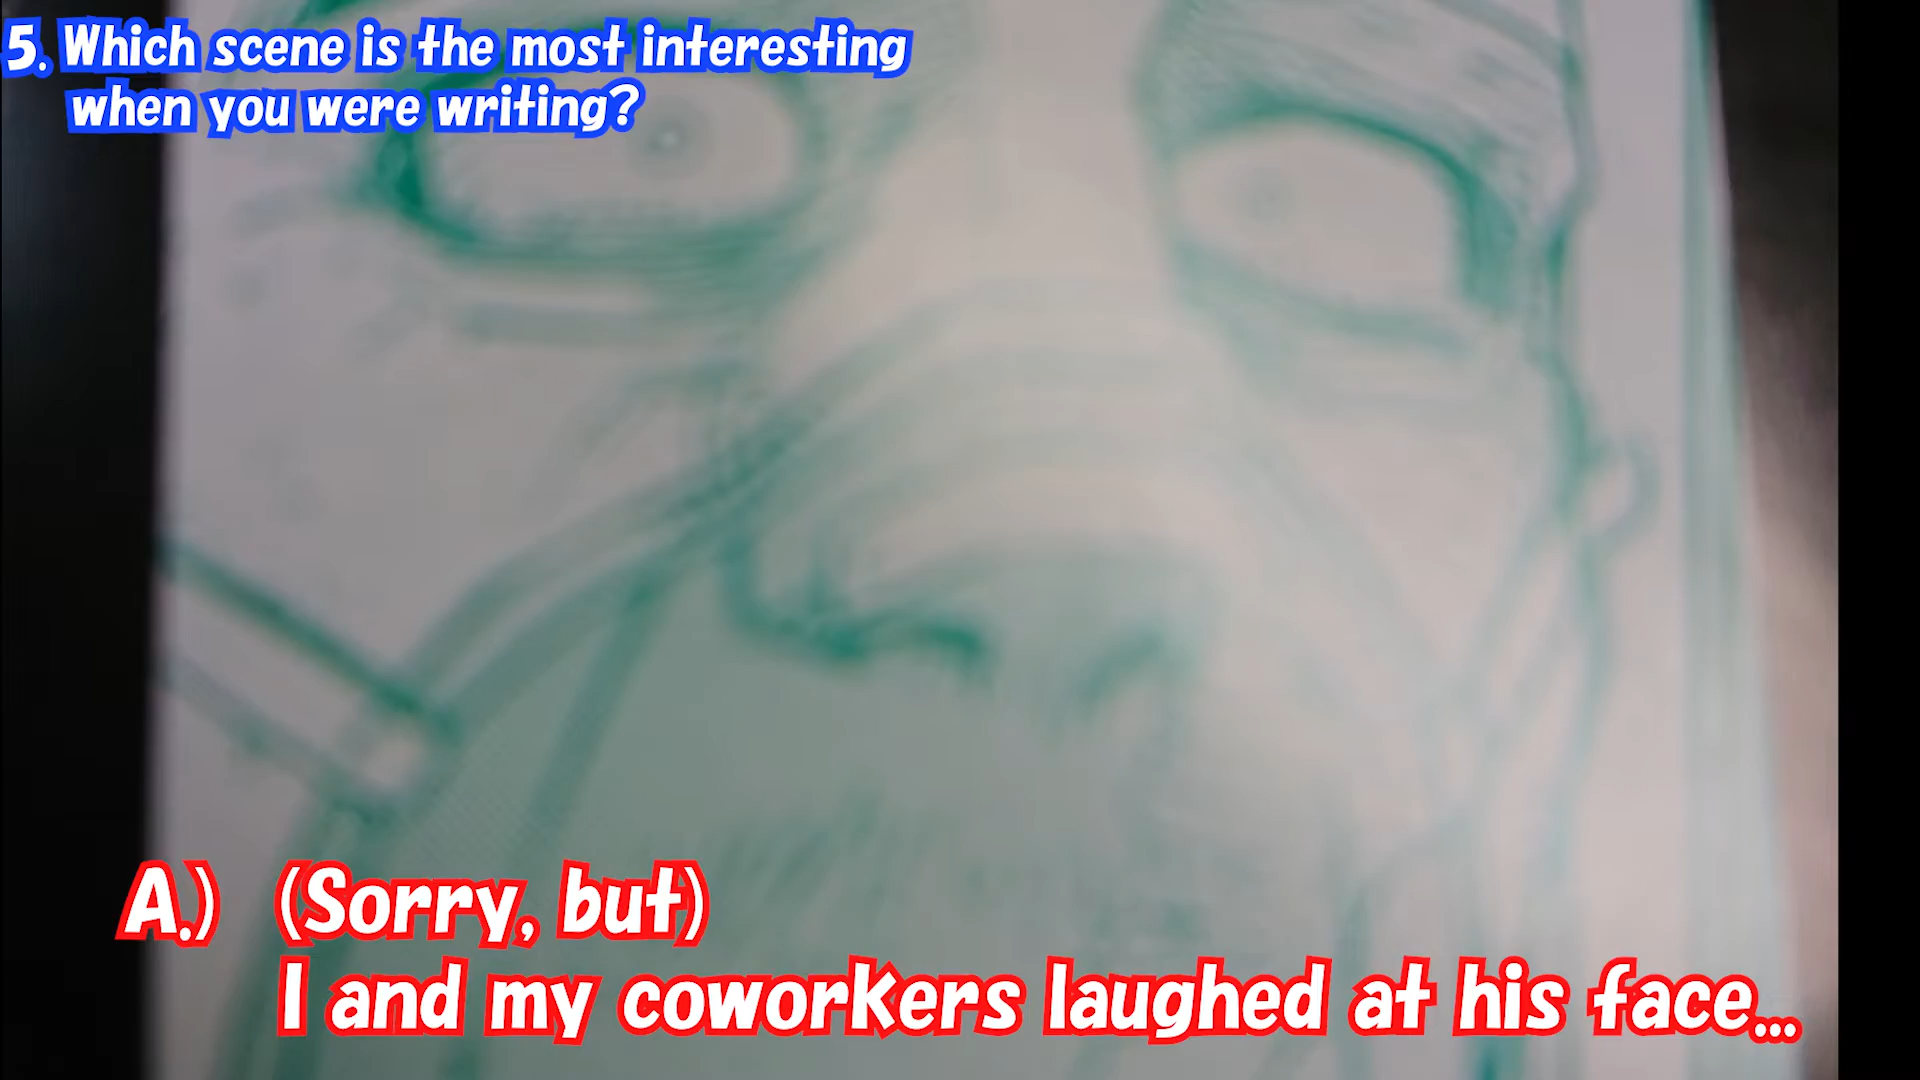 5. Which scene is the most interesting
when you were writing?
A.) (Sorry, but)
I and my coworkers laughed at his face...